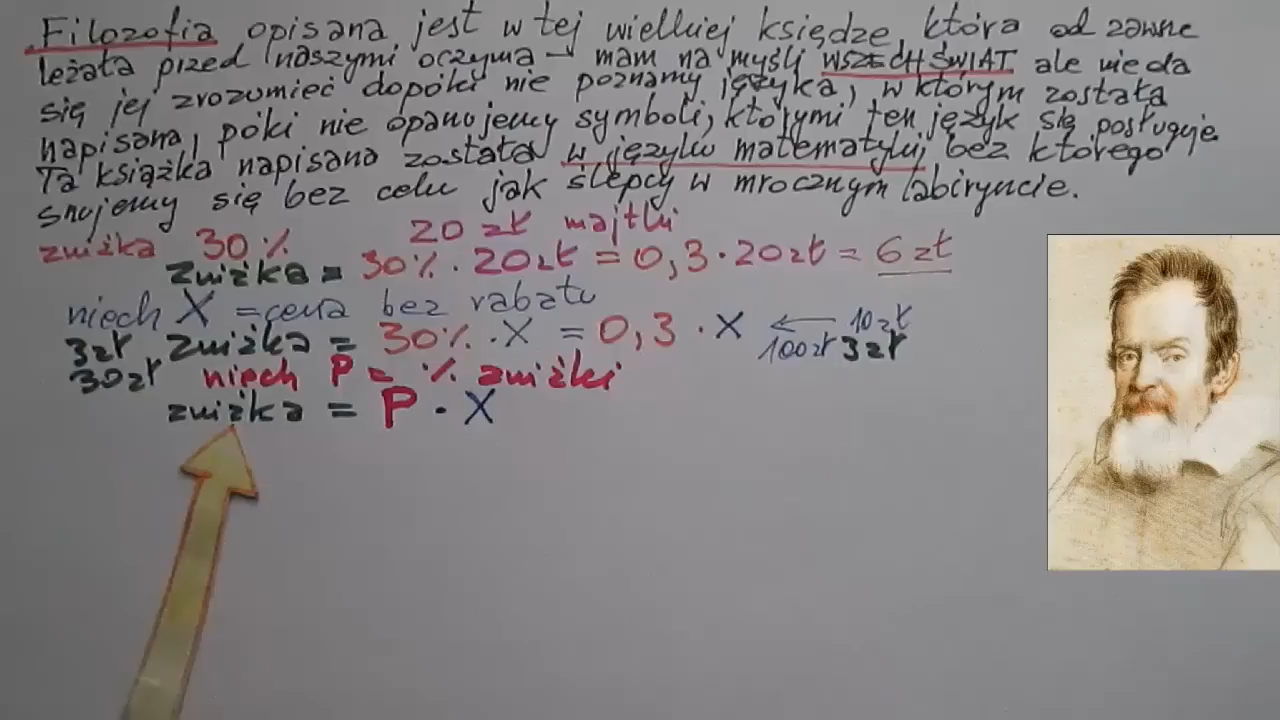 Filozofia opisana jest w tej wielkiej księdze, która od zawsze
leżała przed naszymi oczyma – mam na myśli WSZECHŚWIAT ale nie da
się jej zrozumieć dopóki nie poznamy języka, w którym została
napisana, póki nie opanujemy symboli, którymi ten język się posługuje.
Ta książka napisana została w języku matematyki, bez którego
snujemy się bez celu jak ślepcy w mrocznym labiryncie.
zniżka 30% 20 zł majtki
zniżka = 30% · 20zł = 0,3 · 20zł = 6 zł
niech X = cena bez rabatu
3zł zniżka = 30% · X = 0,3 · X ← 10zł
100zł 3zł
30zł niech P = % zniżki
zniżka = P · X